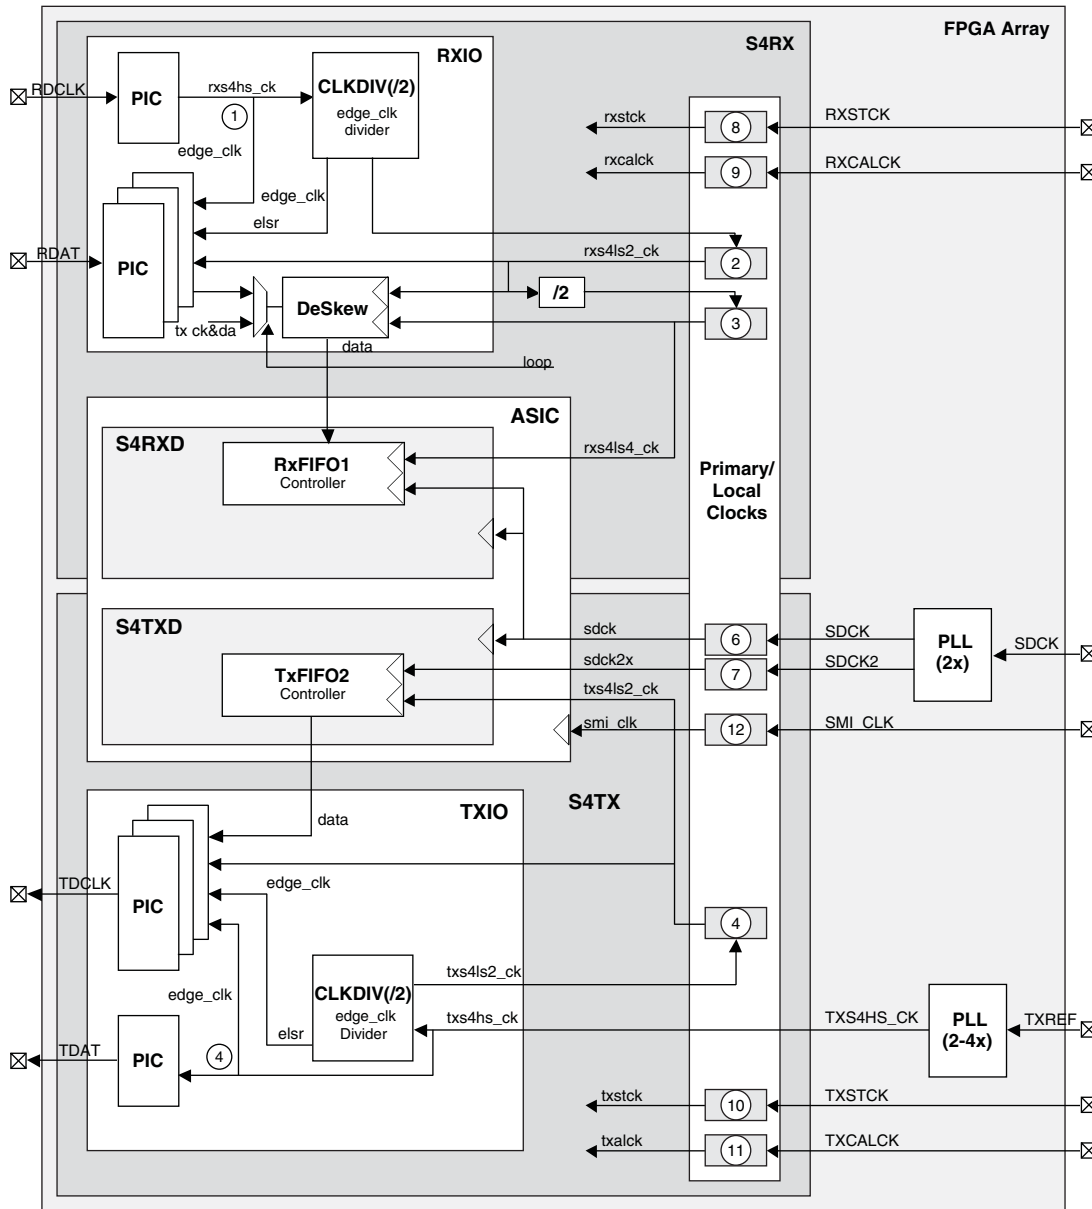 FPGA Array
S4RX
RXIO
RDCLK
PIC
rxs4hs_ck
CLKDIV(/2)
edge_clk
divider
1
edge_clk
rxstck
8
RXSTCK
rxcalck
9
RXCALCK
edge_clk
elsr
RDAT
PIC
rxs4ls2_ck
2
DeSkew
/2
3
tx ck&da
data
loop
ASIC
S4RXD
RxFIFO1
Controller
rxs4ls4_ck
Primary/
Local
Clocks
S4TXD
sdck
6
SDCK
PLL
(2x)
SDCK
sdck2x
7
SDCK2
TxFIFO2
Controller
txs4ls2_ck
smi_clk
12
SMI_CLK
S4TX
TXIO
data
TDCLK
PIC
edge_clk
4
txs4ls2_ck
CLKDIV(/2)
edge_clk
Divider
edge_clk
elsr
txs4hs_ck
TXS4HS_CK
PLL
(2-4x)
TXREF
TDAT
PIC
4
txstck
10
TXSTCK
txalck
11
TXCALCK